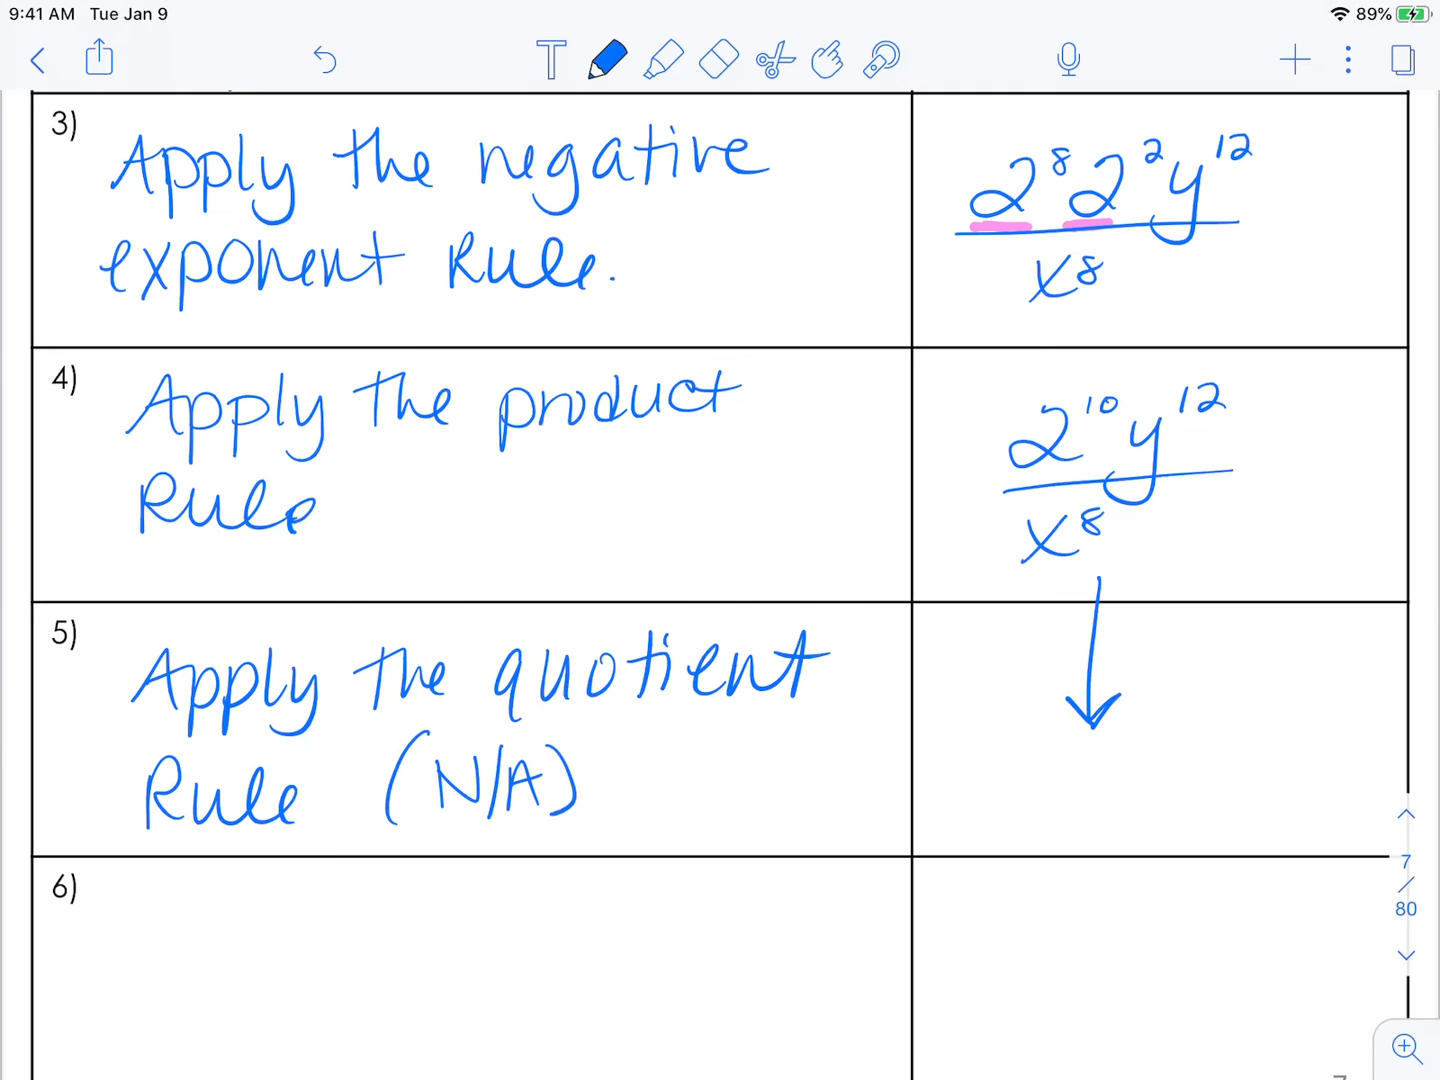 9:41 AM Tue Jan 9
89%
3)
Apply the negative
exponent Rule.
2⁸2²y¹²
x⁸
4)
Apply the product
Rule
2¹⁰y¹²
x⁸
5)
Apply the quotient
Rule (N/A)
6)
7
/
80